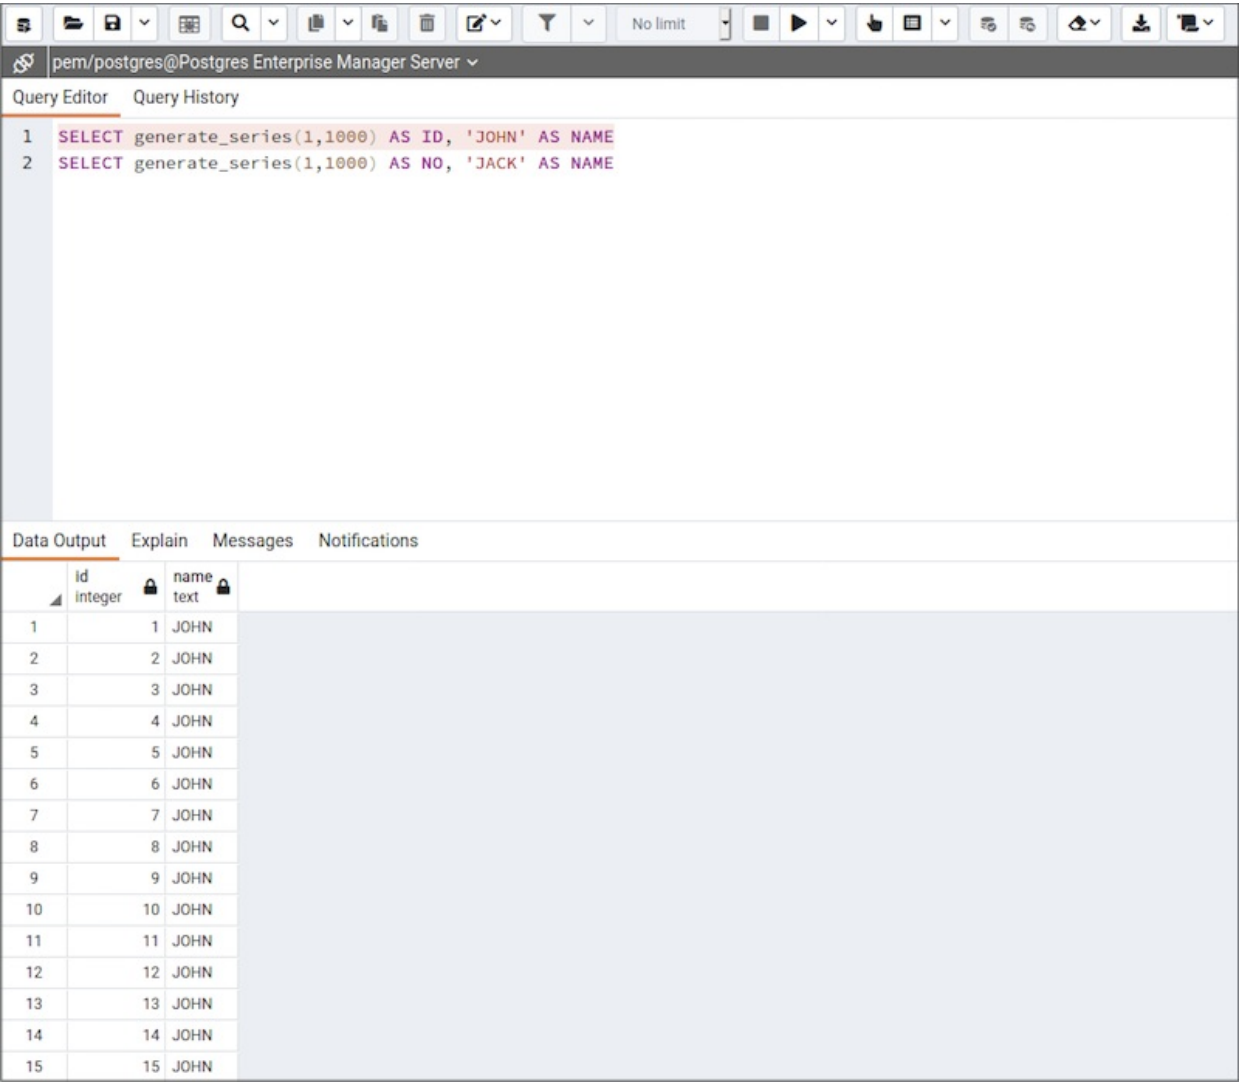 No limit
pem/postgres@Postgres Enterprise Manager Server
Query Editor Query History
1 SELECT generate_series(1,1000) AS ID, 'JOHN' AS NAME
2 SELECT generate_series(1,1000) AS NO, 'JACK' AS NAME
Data Output Explain Messages Notifications
id name
integer text
1 1 JOHN
2 2 JOHN
3 3 JOHN
4 4 JOHN
5 5 JOHN
6 6 JOHN
7 7 JOHN
8 8 JOHN
9 9 JOHN
10 10 JOHN
11 11 JOHN
12 12 JOHN
13 13 JOHN
14 14 JOHN
15 15 JOHN